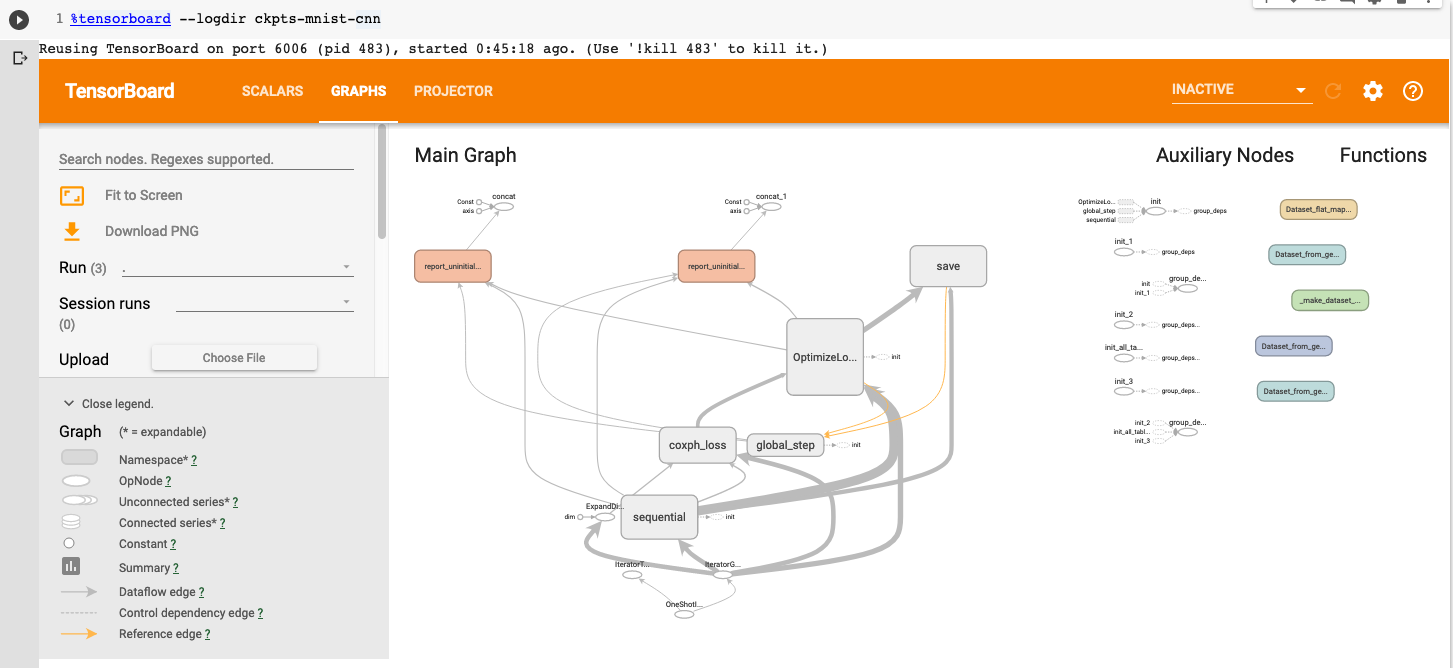 1 %tensorboard --logdir ckpts-mnist-cnn
Reusing TensorBoard on port 6006 (pid 483), started 0:45:18 ago. (Use '!kill 483' to kill it.)
TensorBoard SCALARS GRAPHS PROJECTOR INACTIVE
Search nodes. Regexes supported.
Fit to Screen
Download PNG
Run (3) .
Session runs
(0)
Upload Choose File
Close legend.
Graph (* = expandable)
Namespace* ?
OpNode ?
Unconnected series* ?
Connected series* ?
Constant ?
Summary ?
Dataflow edge ?
Control dependency edge ?
Reference edge ?
Main Graph
Const concat
axis
Const concat_1
axis
report_uninitial...
report_uninitial...
save
OptimizeLo...
init
coxph_loss
global_step
init
ExpandDi...
dim
sequential
init
IteratorT...
IteratorG...
OneShotI...
Auxiliary Nodes
OptimizeLo... init
global_step group_deps
sequential
init_1
group_deps
init group_de...
init_1
init_2
group_deps...
init_all_ta...
group_deps...
init_3
group_deps...
init_2 group_de...
init_all_tabl...
init_3
Functions
Dataset_flat_map...
Dataset_from_ge...
_make_dataset_...
Dataset_from_ge...
Dataset_from_ge...